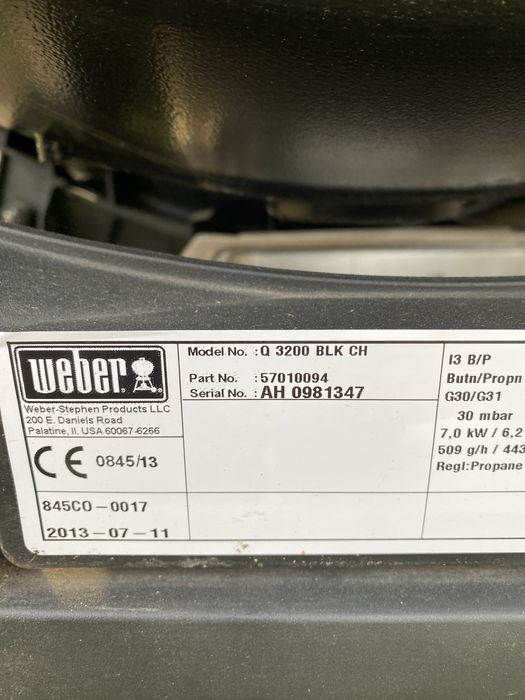 weber
Weber-Stephen Products LLC
200 E. Daniels Road
Palatine, Il. USA 60067-6266
CE 0845/13
845CO-0017
2013-07-11
Model No. :Q 3200 BLK CH
Part No. :57010094
Serial No. :AH 0981347
I3 B/P
Butn/Propn
G30/G31
30 mbar
7,0 kW / 6,2
509 g/h / 443
Regl:Propane